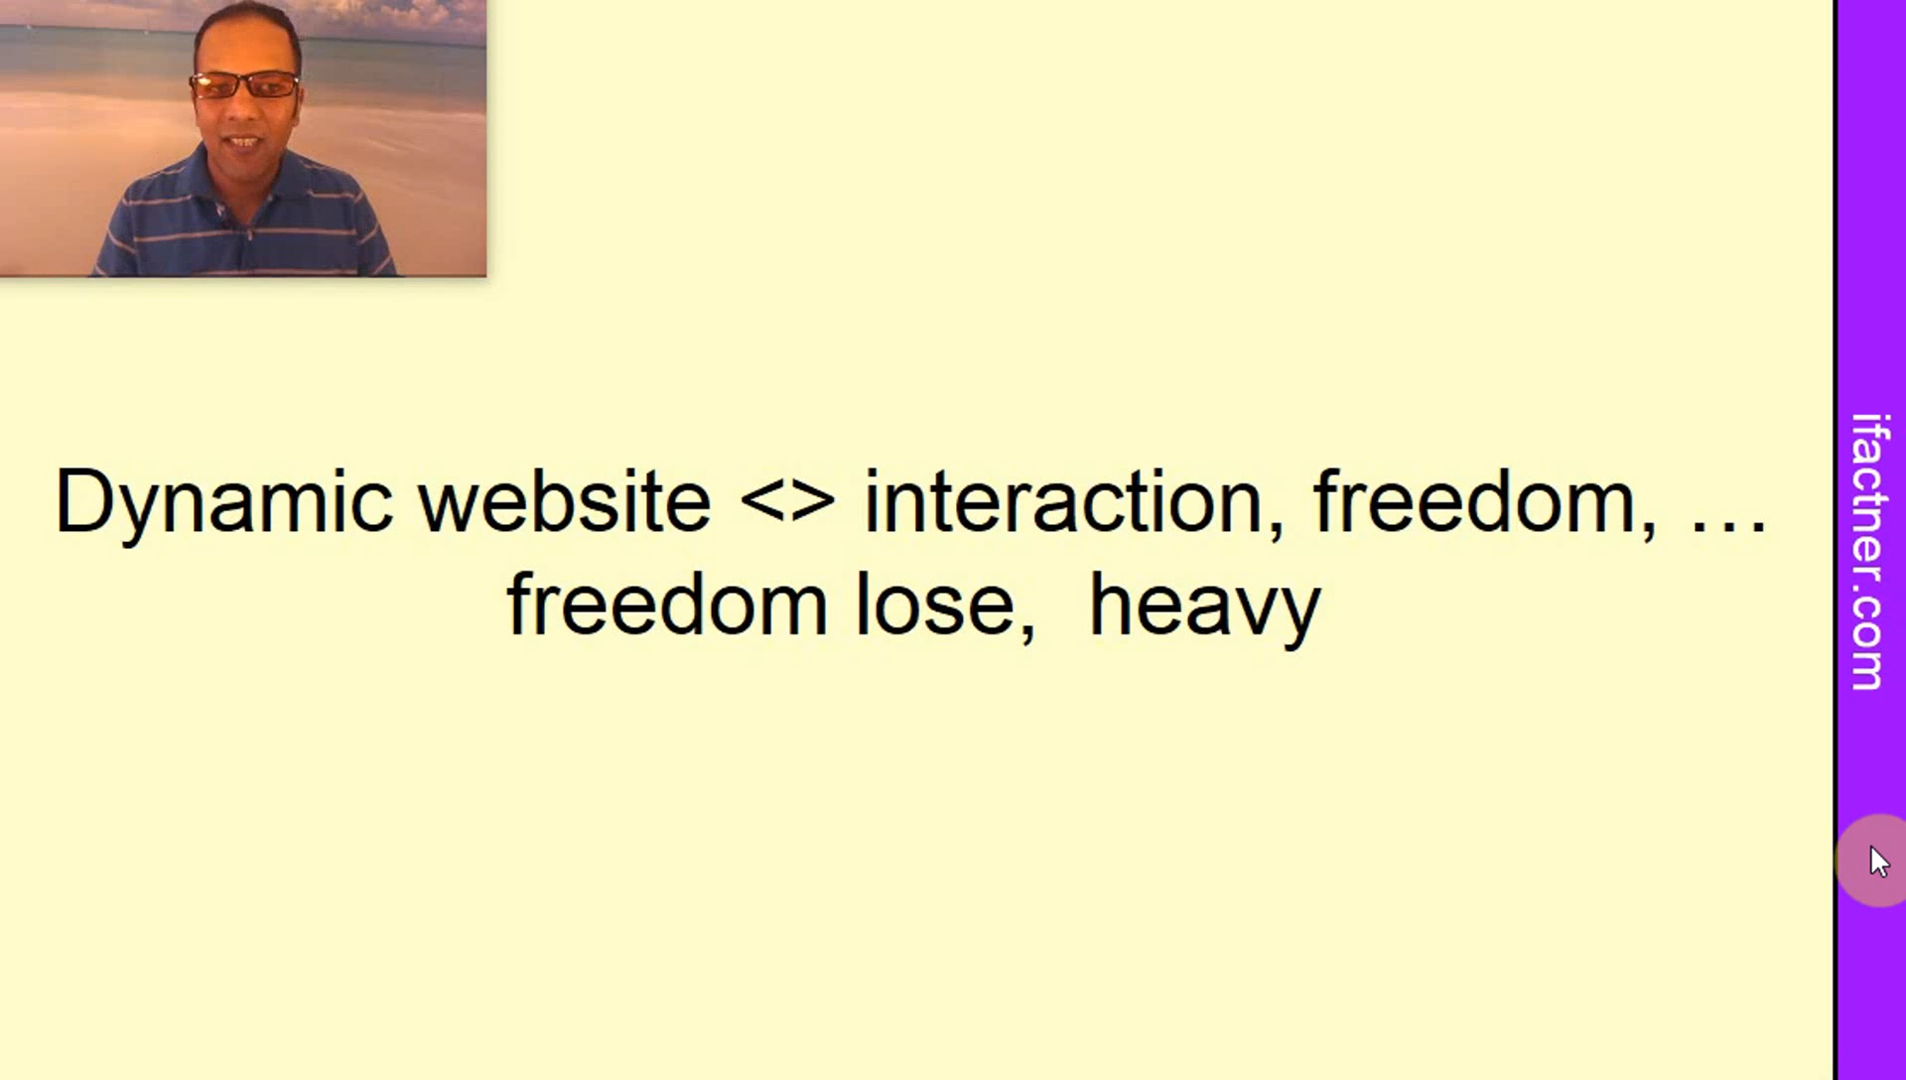 Dynamic website <> interaction, freedom, …
freedom lose,  heavy
ifactner.com